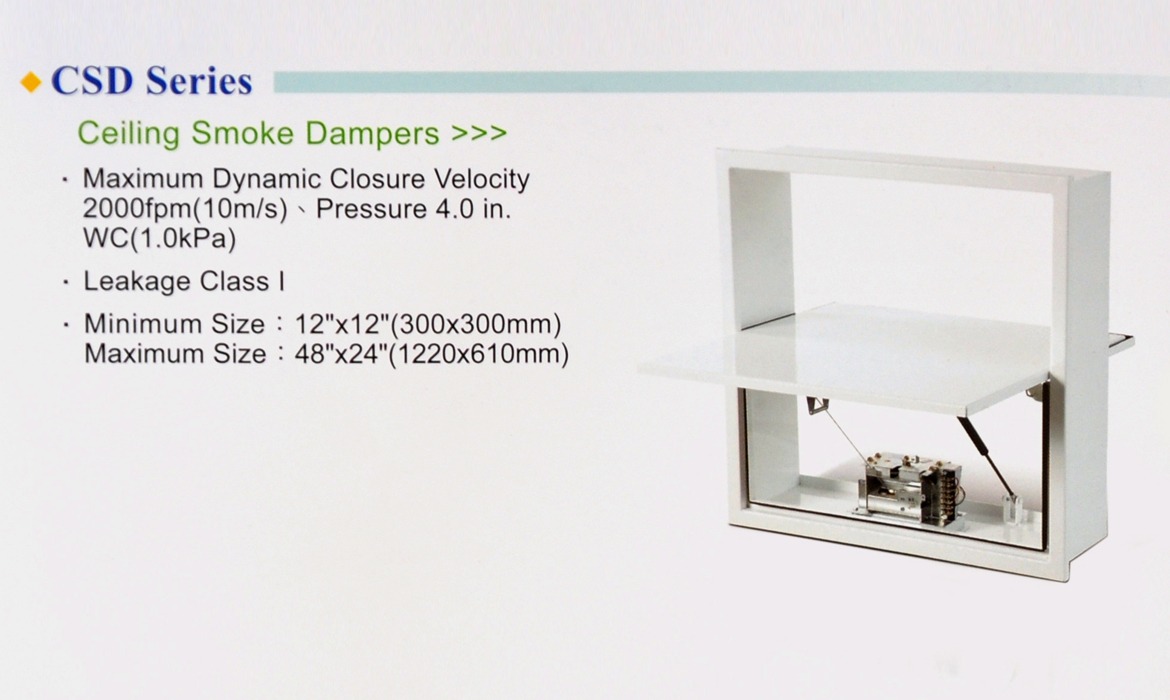 CSD Series
Ceiling Smoke Dampers >>>
· Maximum Dynamic Closure Velocity
2000fpm(10m/s)、Pressure 4.0 in.
WC(1.0kPa)
· Leakage Class I
· Minimum Size：12"x12"(300x300mm)
Maximum Size：48"x24"(1220x610mm)